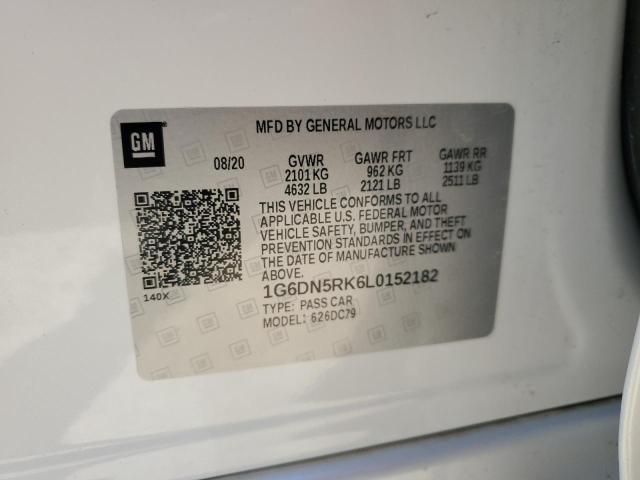 GM
MFD BY GENERAL MOTORS LLC
08/20 GVWR GAWR FRT GAWR RR
2101 KG 962 KG 1139 KG
4632 LB 2121 LB 2511 LB
THIS VEHICLE CONFORMS TO ALL
APPLICABLE U.S. FEDERAL MOTOR
VEHICLE SAFETY, BUMPER, AND THEFT
PREVENTION STANDARDS IN EFFECT ON
THE DATE OF MANUFACTURE SHOWN
ABOVE.
1G6DN5RK6L0152182
TYPE: PASS CAR
MODEL: 626DC79
140X